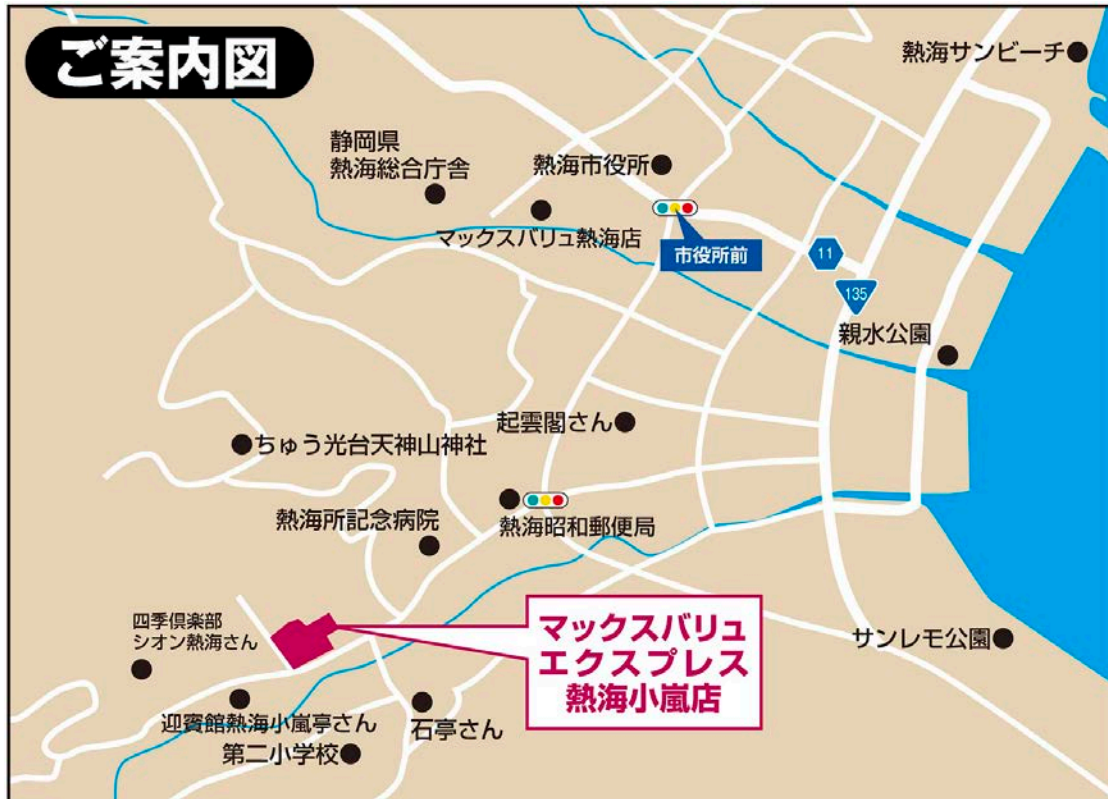 ご案内図
熱海サンビーチ
静岡県
熱海総合庁舎
熱海市役所
マックスバリュ熱海店
市役所前
11
135
親水公園
起雲閣さん
ちゅう光台天神山神社
熱海所記念病院
熱海昭和郵便局
四季倶楽部
シオン熱海さん
マックスバリュ
エクスプレス
熱海小嵐店
サンレモ公園
迎賓館熱海小嵐亭さん
石亭さん
第二小学校